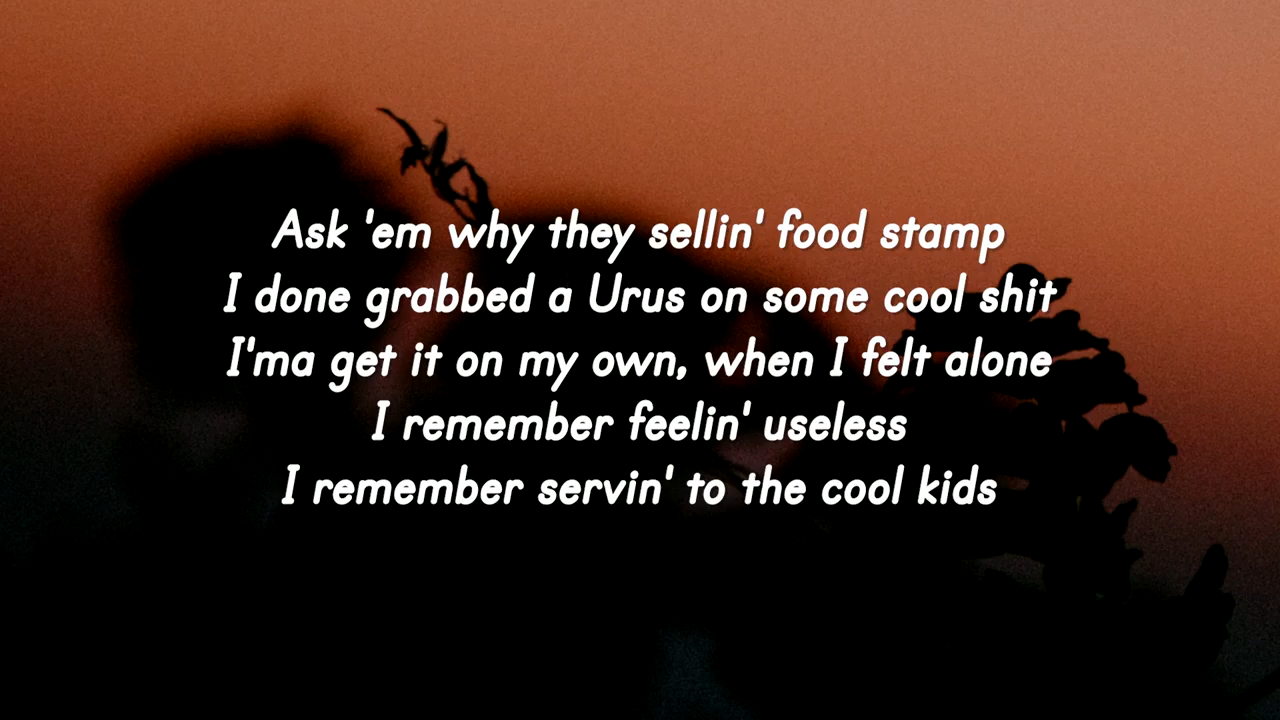 Ask 'em why they sellin' food stamp
I done grabbed a Urus on some cool shit
I'ma get it on my own, when I felt alone
I remember feelin' useless
I remember servin' to the cool kids